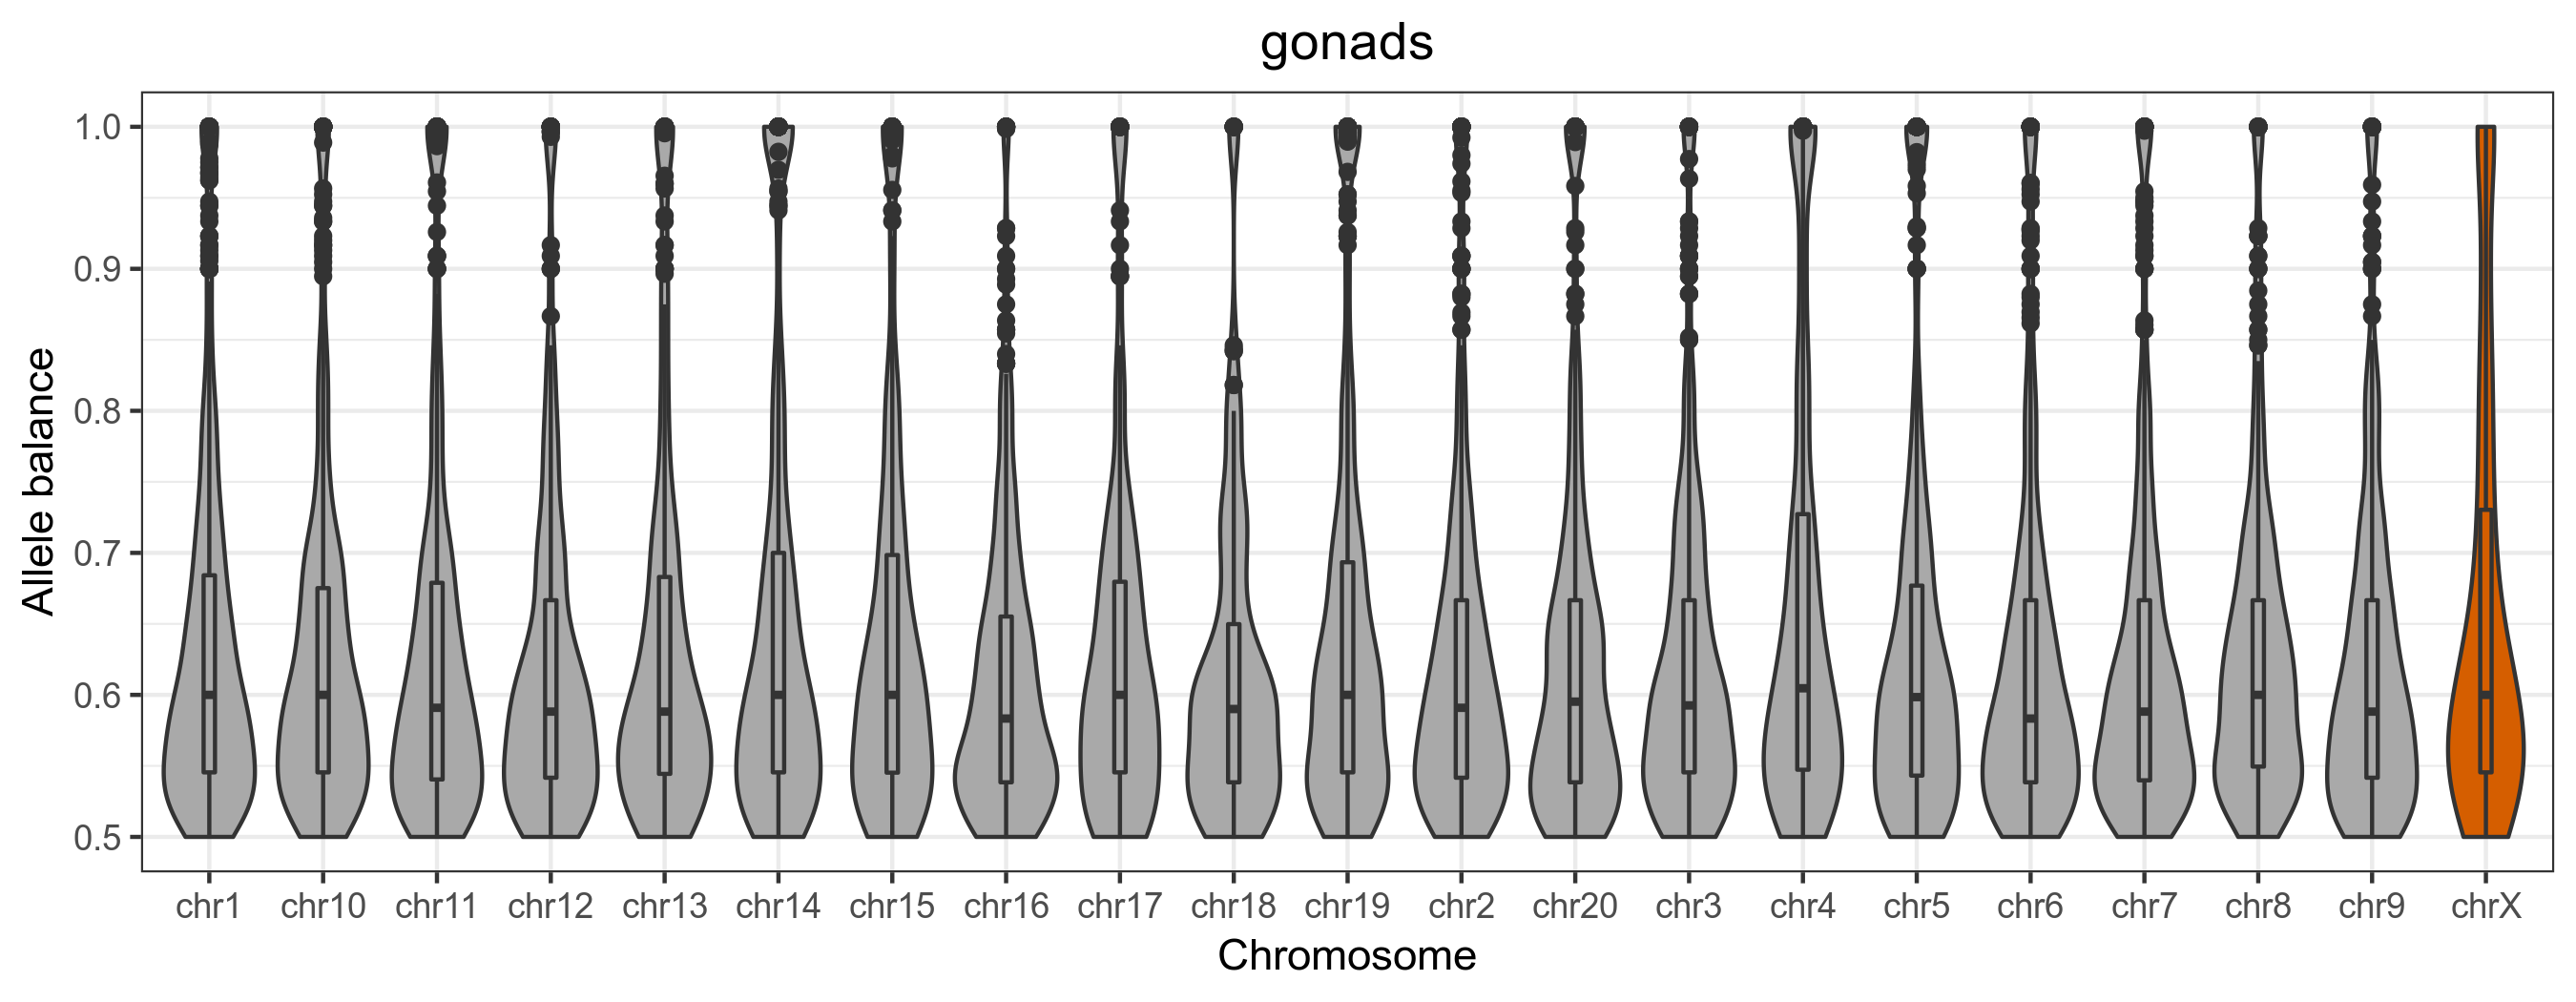 gonads
Allele balance
1.0
0.9
0.8
0.7
0.6
0.5
chr1 chr10 chr11 chr12 chr13 chr14 chr15 chr16 chr17 chr18 chr19 chr2 chr20 chr3 chr4 chr5 chr6 chr7 chr8 chr9 chrX
Chromosome